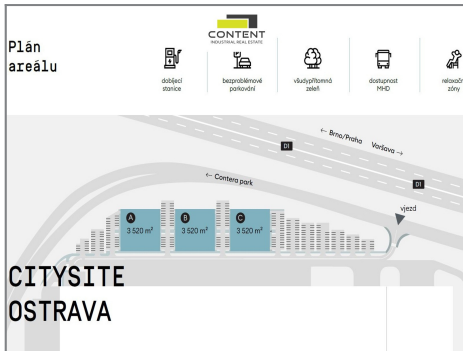 CONTENT
INDUSTRIAL REAL ESTATE
Plán
areálu
dobíjecí
stanice
bezproblémové
parkování
všudypřítomná
zeleň
dostupnost
MHD
relaxačn
zóny
← Brno/Praha Varšava →
D1
D1
← Contera park
vjezd
A
3 520 m²
B
3 520 m²
C
3 520 m²
CITYSITE
OSTRAVA